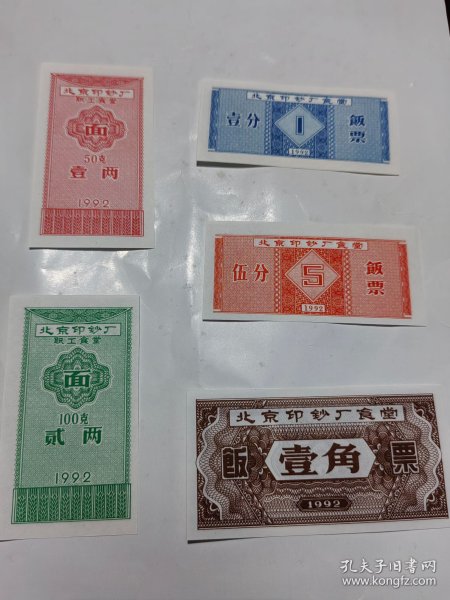 北京印钞厂
职工食堂
面
50克
壹两
1992
北京印钞厂食堂
壹分
1
飯票
1992
北京印钞厂食堂
伍分
5
飯票
1992
北京印钞厂
职工食堂
面
100克
贰两
1992
北京印钞厂食堂
飯
壹角
票
1992
孔夫子旧书网
www.kongfz.com